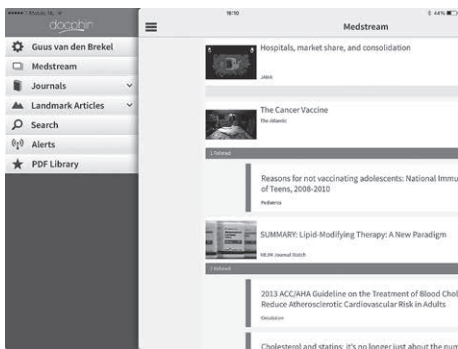 T-Mobile NL
16:10
44%
docphin
Medstream
Guus van den Brekel
Medstream
Journals
Landmark Articles
Search
Alerts
PDF Library
Hospitals, market share, and consolidation
JAMA
The Cancer Vaccine
The Atlantic
1 Related
Reasons for not vaccinating adolescents: National Immu
of Teens, 2008-2010
Pediatrics
SUMMARY: Lipid-Modifying Therapy: A New Paradigm
NEJM Journal Watch
2013 ACC/AHA Guideline on the Treatment of Blood Chol
Reduce Atherosclerotic Cardiovascular Risk in Adults
Circulation
Cholesterol and statins: it's no longer just about the num